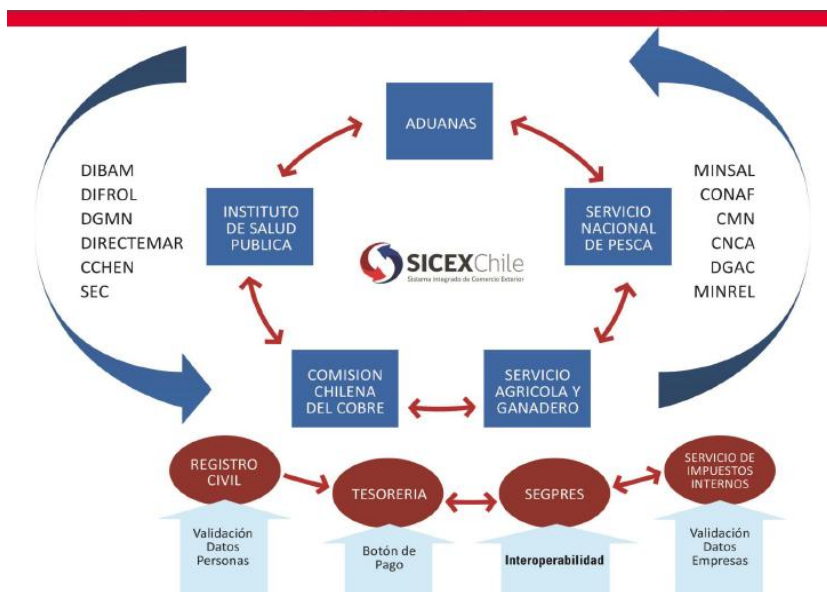 ADUANAS
DIBAM
DIFROL
DGMN
DIRECTEMAR
CCHEN
SEC
INSTITUTO
DE SALUD
PUBLICA
SICEXChile
Sistema Integrado de Comercio Exterior
SERVICIO
NACIONAL
DE PESCA
MINSAL
CONAF
CMN
CNCA
DGAC
MINREL
COMISION
CHILENA
DEL COBRE
SERVICIO
AGRICOLA Y
GANADERO
REGISTRO
CIVIL
TESORERIA
SEGPRES
SERVICIO DE
IMPUESTOS
INTERNOS
Validación
Datos
Personas
Botón de
Pago
Interoperabilidad
Validación
Datos
Empresas